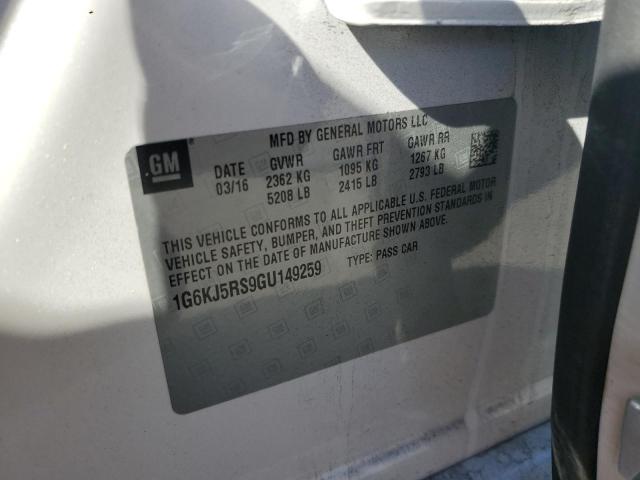 MFD BY GENERAL MOTORS LLC
GM
DATE GVWR GAWR FRT GAWR RR
03/16 2362 KG 1095 KG 1267 KG
5208 LB 2415 LB 2793 LB
THIS VEHICLE CONFORMS TO ALL APPLICABLE U.S. FEDERAL MOTOR
VEHICLE SAFETY, BUMPER, AND THEFT PREVENTION STANDARDS IN
EFFECT ON THE DATE OF MANUFACTURE SHOWN ABOVE.
1G6KJ5RS9GU149259 TYPE: PASS CAR